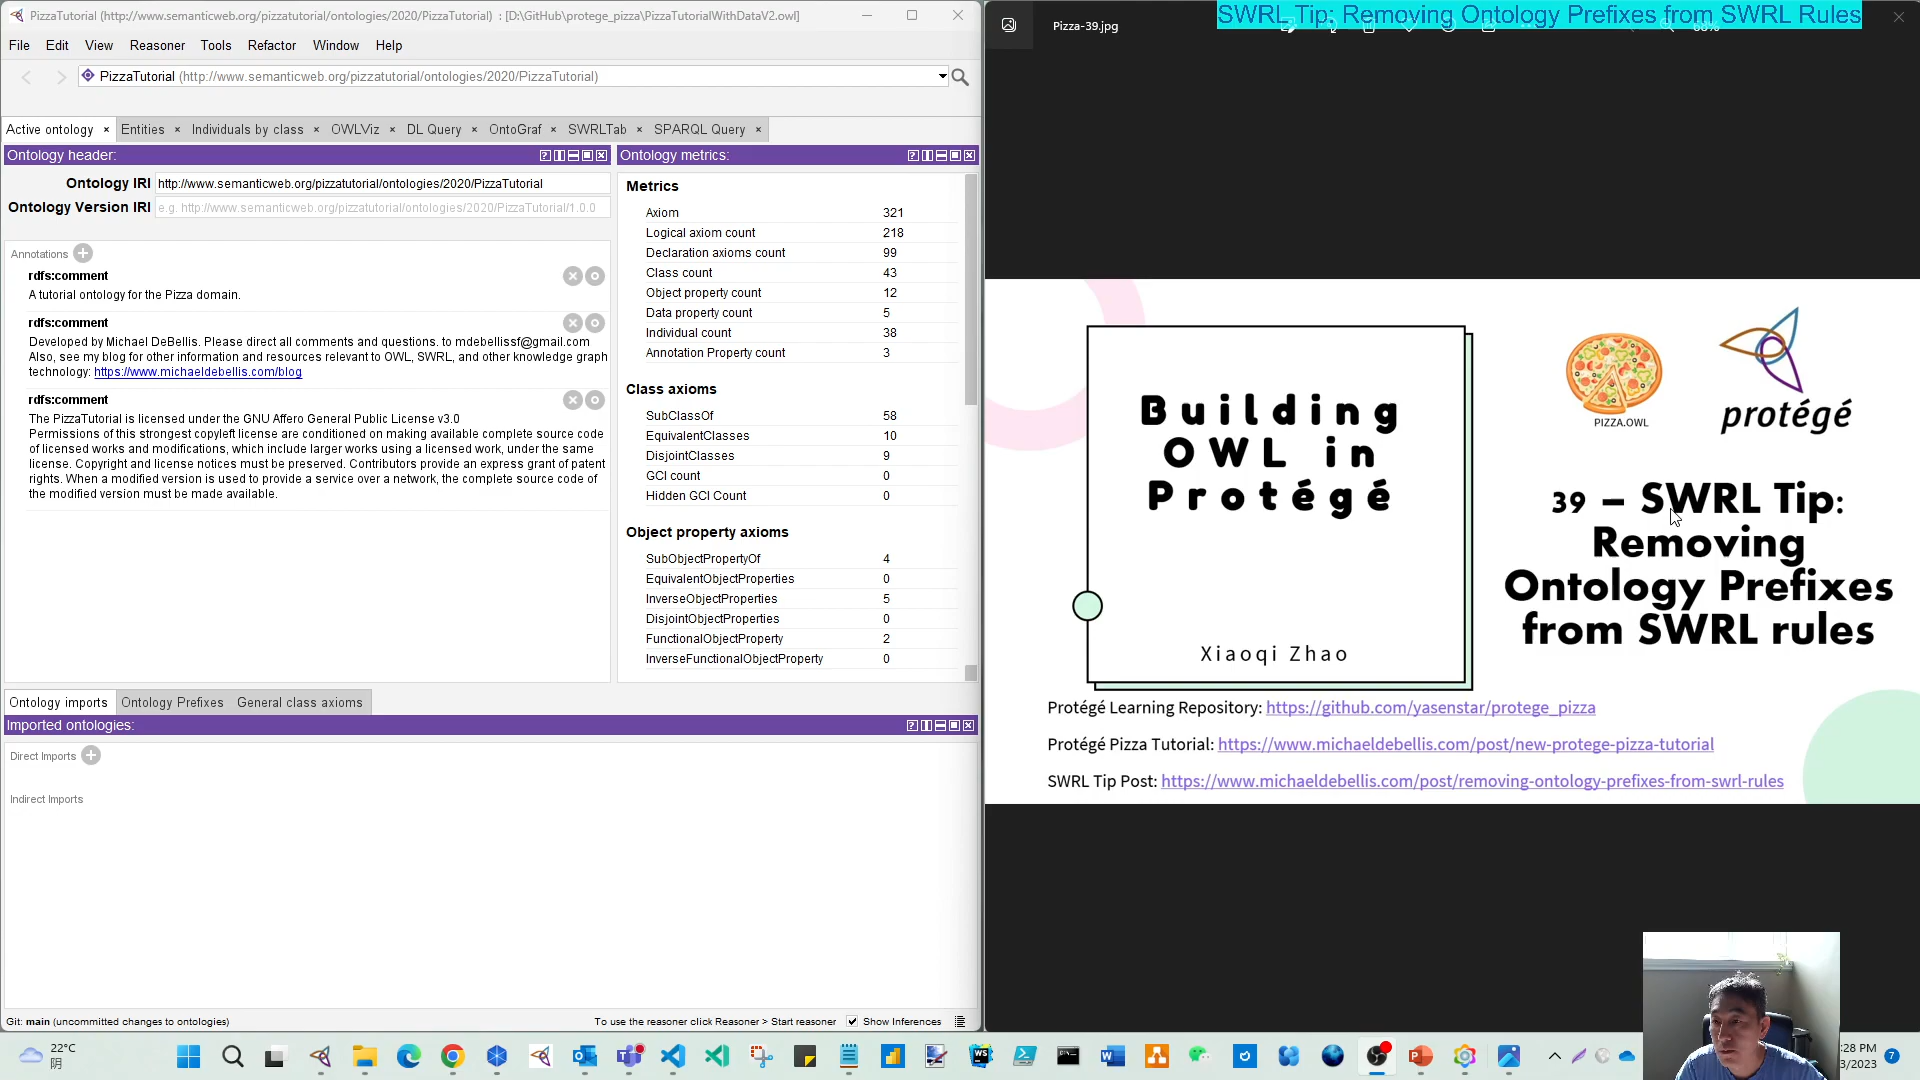 PizzaTutorial (http://www.semanticweb.org/pizzatutorial/ontologies/2020/PizzaTutorial) : [D:\GitHub\protege_pizza\PizzaTutorialWithDataV2.owl]
File Edit View Reasoner Tools Refactor Window Help
PizzaTutorial (http://www.semanticweb.org/pizzatutorial/ontologies/2020/PizzaTutorial)
Active ontology × Entities × Individuals by class × OWLViz × DL Query × OntoGraf × SWRLTab × SPARQL Query ×
Ontology header:
Ontology IRI http://www.semanticweb.org/pizzatutorial/ontologies/2020/PizzaTutorial
Ontology Version IRI e.g. http://www.semanticweb.org/pizzatutorial/ontologies/2020/PizzaTutorial/1.0.0
Annotations
rdfs:comment
A tutorial ontology for the Pizza domain.
rdfs:comment
Developed by Michael DeBellis. Please direct all comments and questions. to mdebellissf@gmail.com
Also, see my blog for other information and resources relevant to OWL, SWRL, and other knowledge graph
technology: https://www.michaeldebellis.com/blog
rdfs:comment
The PizzaTutorial is licensed under the GNU Affero General Public License v3.0
Permissions of this strongest copyleft license are conditioned on making available complete source code
of licensed works and modifications, which include larger works using a licensed work, under the same
license. Copyright and license notices must be preserved. Contributors provide an express grant of patent
rights. When a modified version is used to provide a service over a network, the complete source code of
the modified version must be made available.
Ontology metrics:
Metrics
Axiom 321
Logical axiom count 218
Declaration axioms count 99
Class count 43
Object property count 12
Data property count 5
Individual count 38
Annotation Property count 3
Class axioms
SubClassOf 58
EquivalentClasses 10
DisjointClasses 9
GCI count 0
Hidden GCI Count 0
Object property axioms
SubObjectPropertyOf 4
EquivalentObjectProperties 0
InverseObjectProperties 5
DisjointObjectProperties 0
FunctionalObjectProperty 2
InverseFunctionalObjectProperty 0
Ontology imports Ontology Prefixes General class axioms
Imported ontologies:
Direct Imports
Indirect Imports
Git: main (uncommitted changes to ontologies)
To use the reasoner click Reasoner > Start reasoner Show Inferences
Pizza-39.jpg
SWRL Tip: Removing Ontology Prefixes from SWRL Rules
Building
OWL in
Protégé
Xiaoqi Zhao
PIZZA.OWL
protégé
39 – SWRL Tip:
Removing
Ontology Prefixes
from SWRL rules
Protégé Learning Repository: https://github.com/yasenstar/protege_pizza
Protégé Pizza Tutorial: https://www.michaeldebellis.com/post/new-protege-pizza-tutorial
SWRL Tip Post: https://www.michaeldebellis.com/post/removing-ontology-prefixes-from-swrl-rules
22°C
阴
:28 PM
3/2023
7